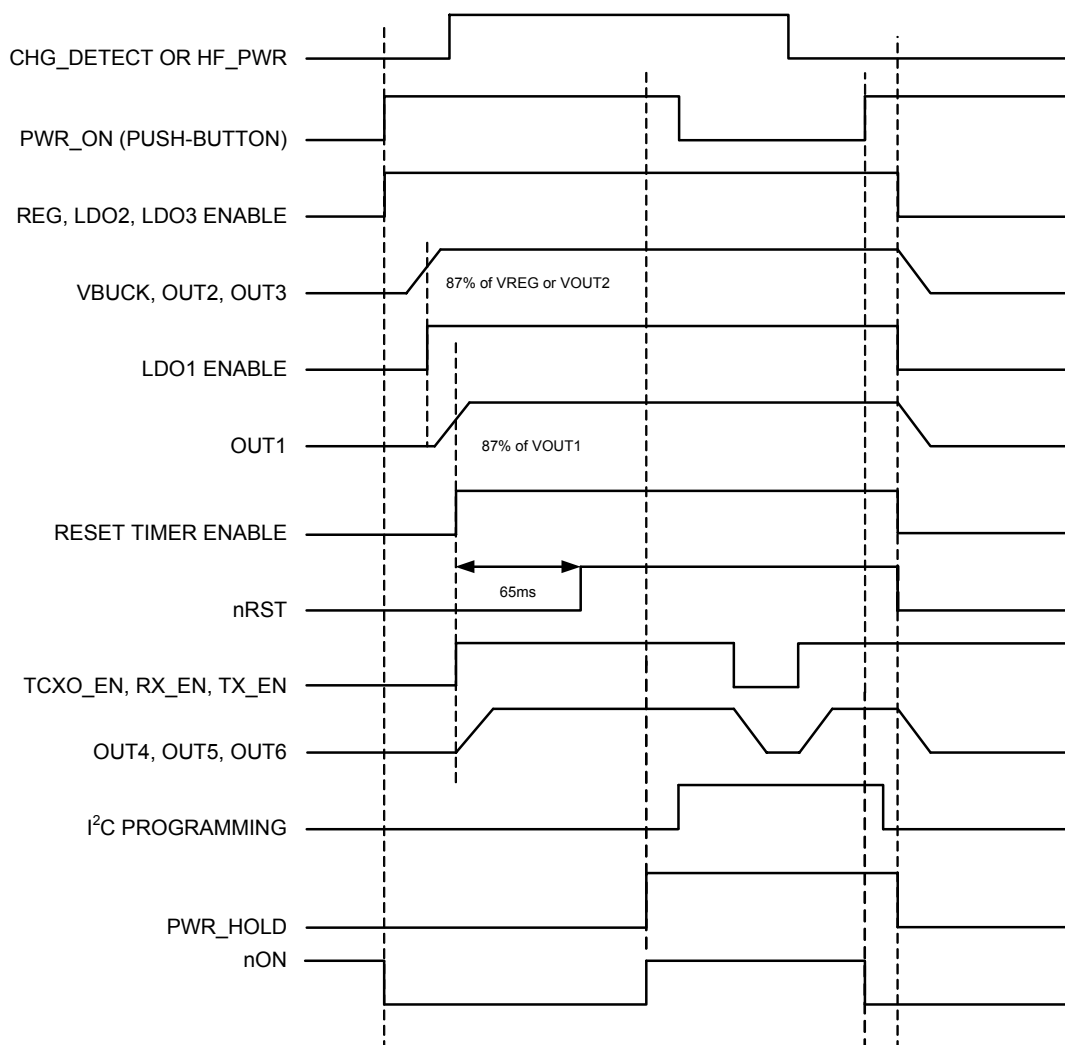 CHG_DETECT OR HF_PWR
PWR_ON (PUSH-BUTTON)
REG, LDO2, LDO3 ENABLE
VBUCK, OUT2, OUT3
87% of VREG or VOUT2
LDO1 ENABLE
OUT1
87% of VOUT1
RESET TIMER ENABLE
65ms
nRST
TCXO_EN, RX_EN, TX_EN
OUT4, OUT5, OUT6
I²C PROGRAMMING
PWR_HOLD
nON